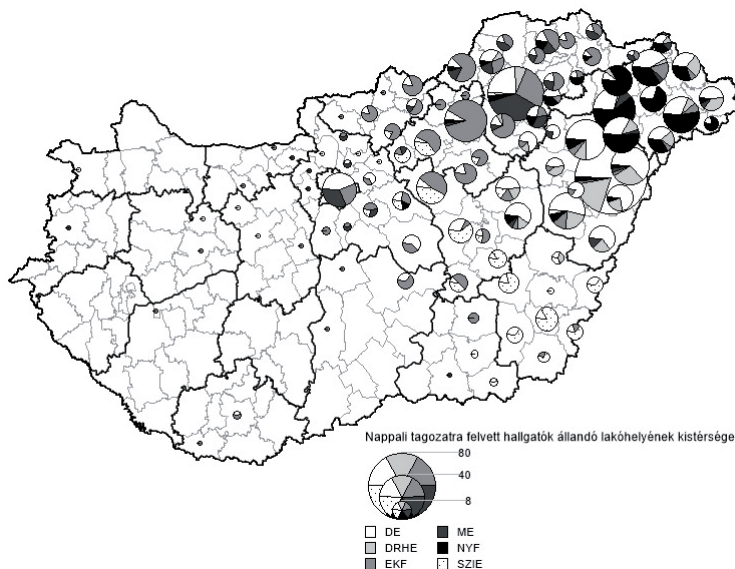 Nappali tagozatra felvett hallgatók állandó lakóhelyének kistérsége
80
40
8
DE ME
DRHE NYF
EKF SZIE